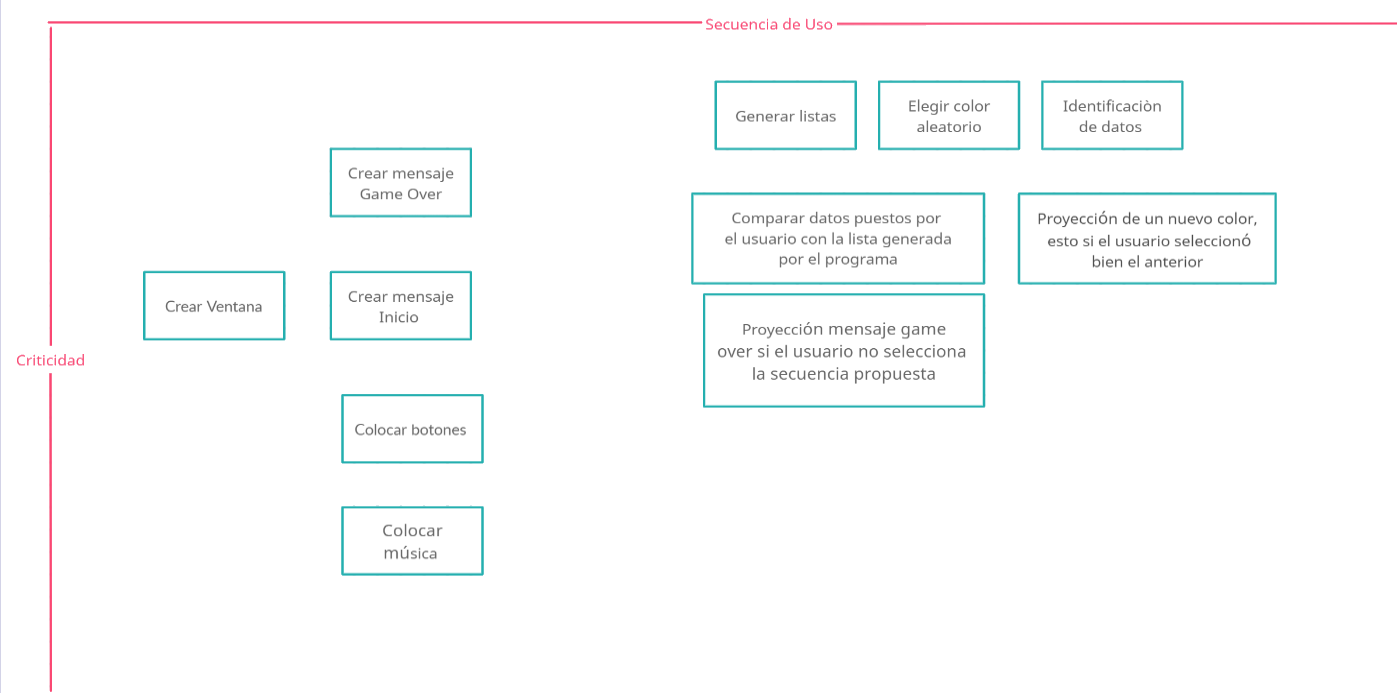 Secuencia de Uso
Generar listas
Elegir color
aleatorio
Identificaciòn
de datos
Crear mensaje
Game Over
Comparar datos puestos por
el usuario con la lista generada
por el programa
Proyección de un nuevo color,
esto si el usuario seleccionó
bien el anterior
Crear Ventana
Crear mensaje
Inicio
Proyección mensaje game
over si el usuario no selecciona
la secuencia propuesta
Criticidad
Colocar botones
Colocar
música